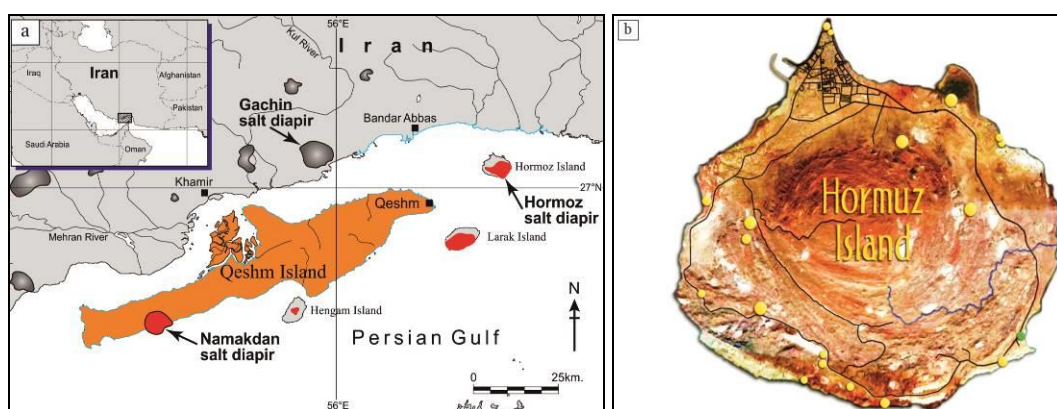 a
56°E
I r a n
Kul River
Iran
Iraq
Afghanistan
Pakistan
Saudi Arabia
Oman
Gachin
salt diapir
Bandar Abbas
Hormoz Island
Khamir
27°N
Qeshm
Hormoz
salt diapir
Mehran River
Larak Island
Qeshm Island
Hengam Island
N
Namakdan
salt diapir
Persian Gulf
0
25km.
56°E
b
Hormuz
Island